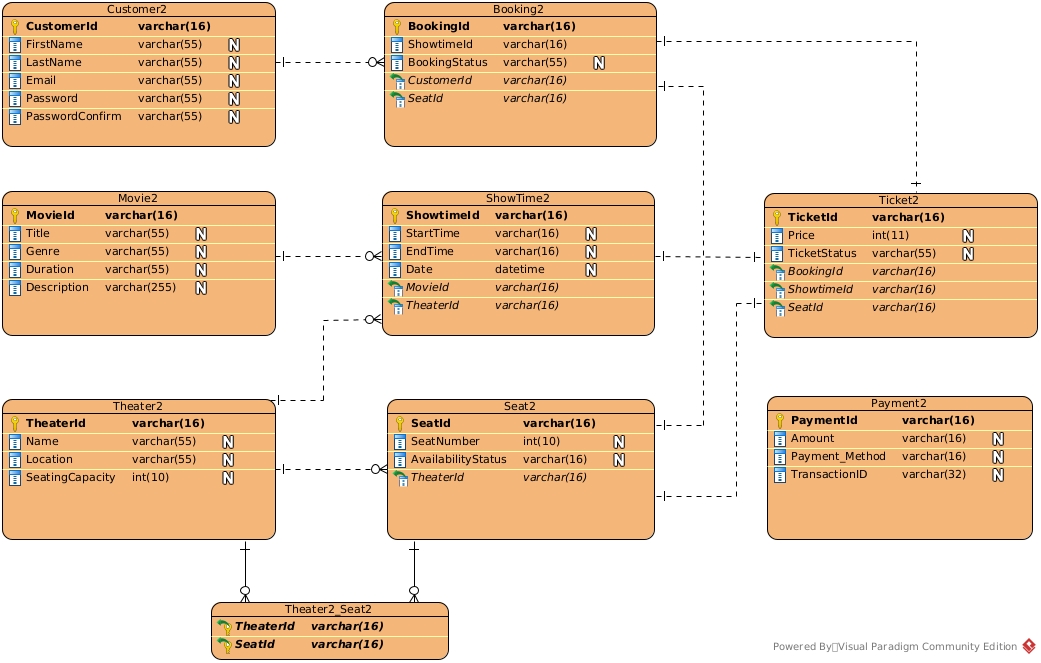 Customer2
CustomerId varchar(16)
FirstName varchar(55) N
LastName varchar(55) N
Email varchar(55) N
Password varchar(55) N
PasswordConfirm varchar(55) N
Booking2
BookingId varchar(16)
ShowtimeId varchar(16)
BookingStatus varchar(55) N
CustomerId varchar(16)
SeatId varchar(16)
Movie2
MovieId varchar(16)
Title varchar(55) N
Genre varchar(55) N
Duration varchar(55) N
Description varchar(255) N
ShowTime2
ShowtimeId varchar(16)
StartTime varchar(16) N
EndTime varchar(16) N
Date datetime N
MovieId varchar(16)
TheaterId varchar(16)
Ticket2
TicketId varchar(16)
Price int(11) N
TicketStatus varchar(55) N
BookingId varchar(16)
ShowtimeId varchar(16)
SeatId varchar(16)
Theater2
TheaterId varchar(16)
Name varchar(55) N
Location varchar(55) N
SeatingCapacity int(10) N
Seat2
SeatId varchar(16)
SeatNumber int(10) N
AvailabilityStatus varchar(16) N
TheaterId varchar(16)
Payment2
PaymentId varchar(16)
Amount varchar(16) N
Payment_Method varchar(16) N
TransactionID varchar(32) N
Theater2_Seat2
TheaterId varchar(16)
SeatId varchar(16)
Powered By Visual Paradigm Community Edition